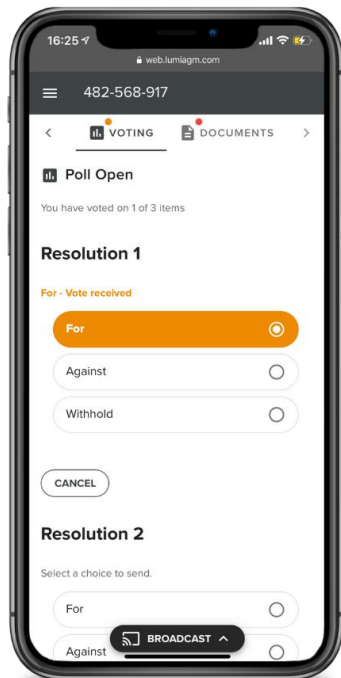 16:25
web.lumiagm.com
482-568-917
VOTING
DOCUMENTS
Poll Open
You have voted on 1 of 3 items
Resolution 1
For - Vote received
For
Against
Withhold
CANCEL
Resolution 2
Select a choice to send.
For
BROADCAST
Against